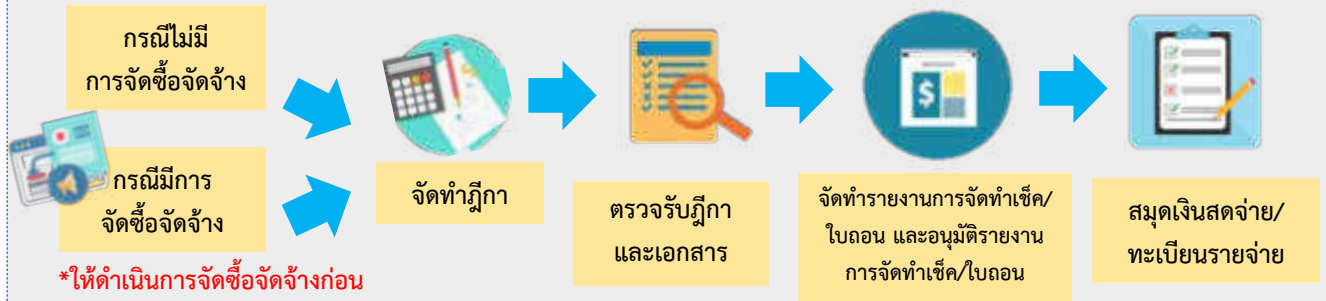 กรณีไม่มี
การจัดซื้อจัดจ้าง
กรณีมีการ
จัดซื้อจัดจ้าง
*ให้ดำเนินการจัดซื้อจัดจ้างก่อน
จัดทำฎีกา
ตรวจรับฎีกา
และเอกสาร
จัดทำรายงานการจัดทำเช็ค/
ใบถอน และอนุมัติรายงาน
การจัดทำเช็ค/ใบถอน
สมุดเงินสดจ่าย/
ทะเบียนรายจ่าย